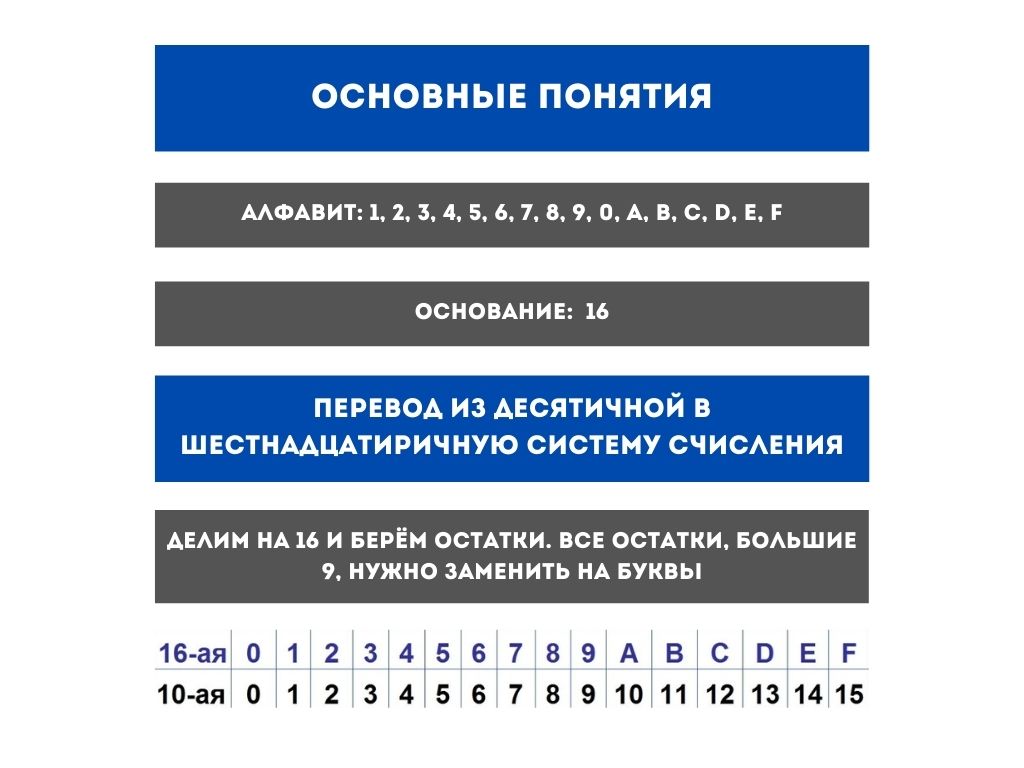 ОСНОВНЫЕ ПОНЯТИЯ
АЛФАВИТ: 1, 2, 3, 4, 5, 6, 7, 8, 9, 0, A, B, C, D, E, F
ОСНОВАНИЕ: 16
ПЕРЕВОД ИЗ ДЕСЯТИЧНОЙ В
ШЕСТНАДЦАТИРИЧНУЮ СИСТЕМУ СЧИСЛЕНИЯ
ДЕЛИМ НА 16 И БЕРЁМ ОСТАТКИ. ВСЕ ОСТАТКИ, БОЛЬШИЕ
9, НУЖНО ЗАМЕНИТЬ НА БУКВЫ
16-ая 0 1 2 3 4 5 6 7 8 9 A B C D E F
10-ая 0 1 2 3 4 5 6 7 8 9 10 11 12 13 14 15